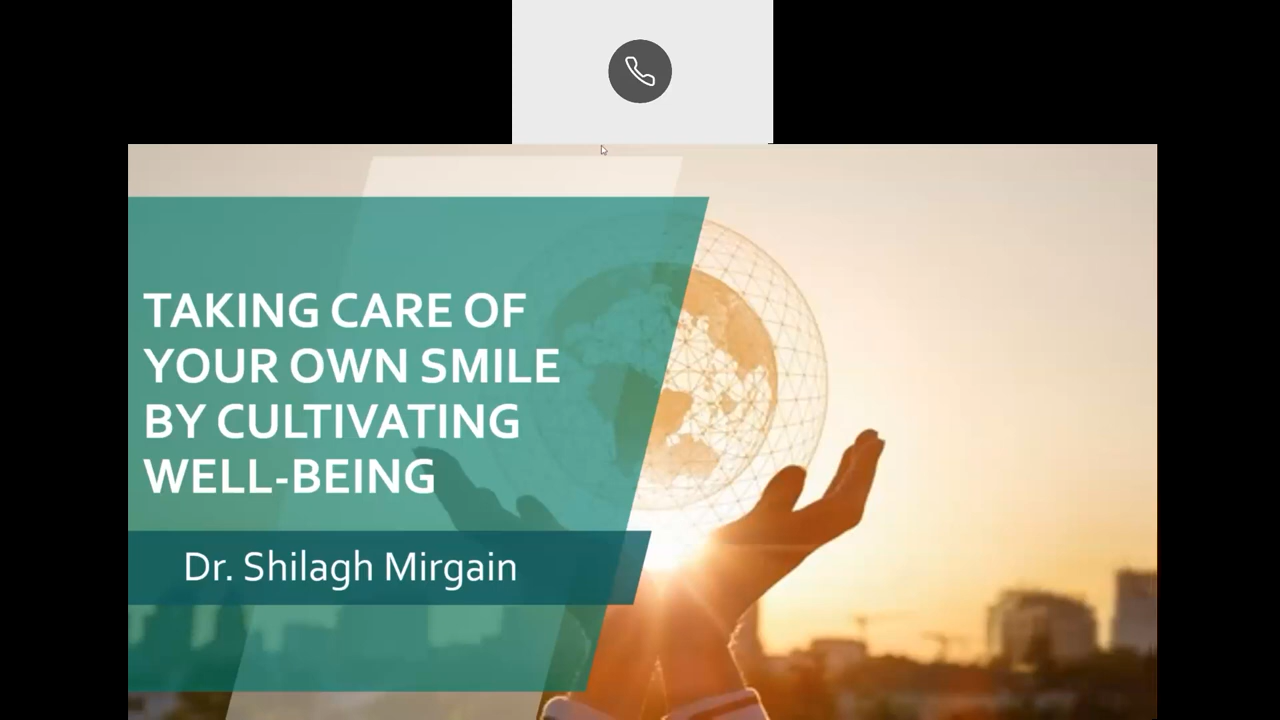 TAKING CARE OF
YOUR OWN SMILE
BY CULTIVATING
WELL-BEING
Dr. Shilagh Mirgain